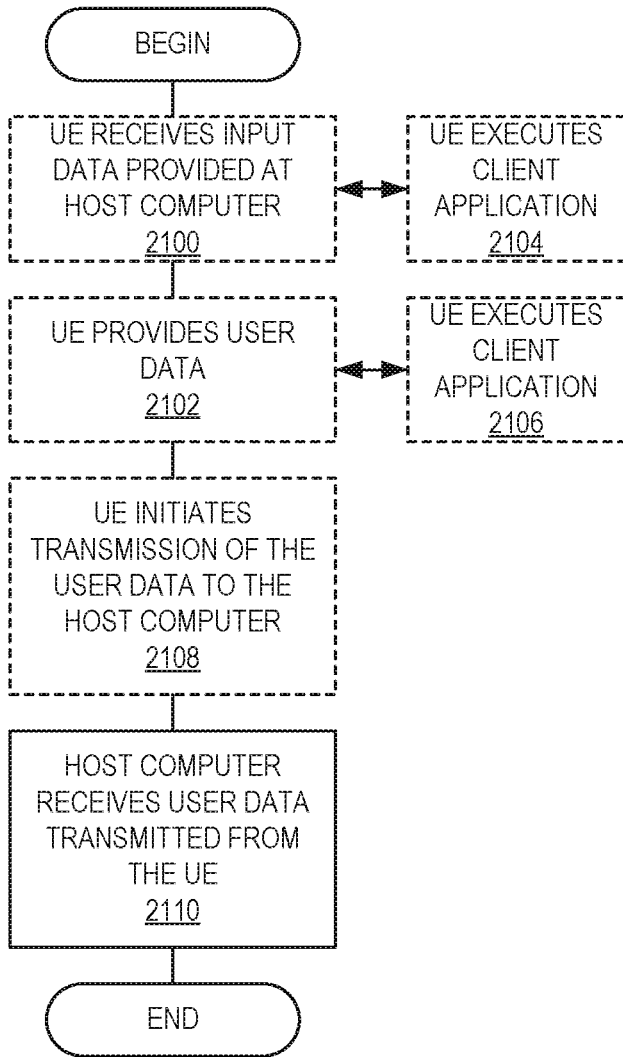 BEGIN
UE RECEIVES INPUT
DATA PROVIDED AT
HOST COMPUTER
2100
UE EXECUTES
CLIENT
APPLICATION
2104
UE PROVIDES USER
DATA
2102
UE EXECUTES
CLIENT
APPLICATION
2106
UE INITIATES
TRANSMISSION OF THE
USER DATA TO THE
HOST COMPUTER
2108
HOST COMPUTER
RECEIVES USER DATA
TRANSMITTED FROM
THE UE
2110
END